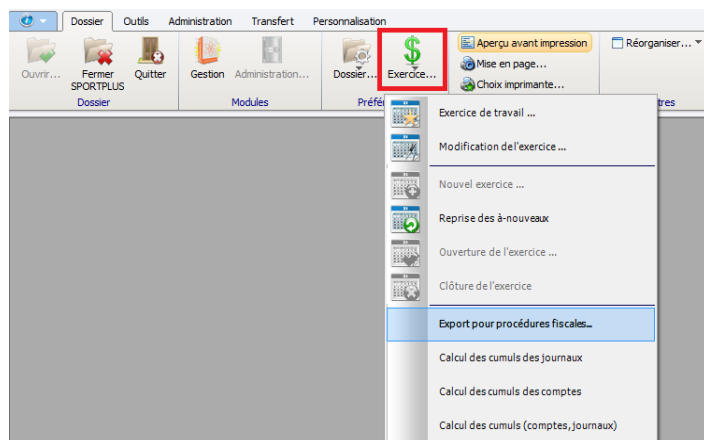 Dossier Outils Administration Transfert Personnalisation
Ouvrir... Fermer SPORTPLUS Quitter Gestion Administration... Dossier... Exercice... Aperçu avant impression Réorganiser...
Mise en page...
Choix imprimante...
Dossier Modules Préfé tres
Exercice de travail ...
Modification de l'exercice ...
Nouvel exercice ...
Reprise des à-nouveaux
Ouverture de l'exercice ...
Clôture de l'exercice
Export pour procédures fiscales...
Calcul des cumuls des journaux
Calcul des cumuls des comptes
Calcul des cumuls (comptes, journaux)